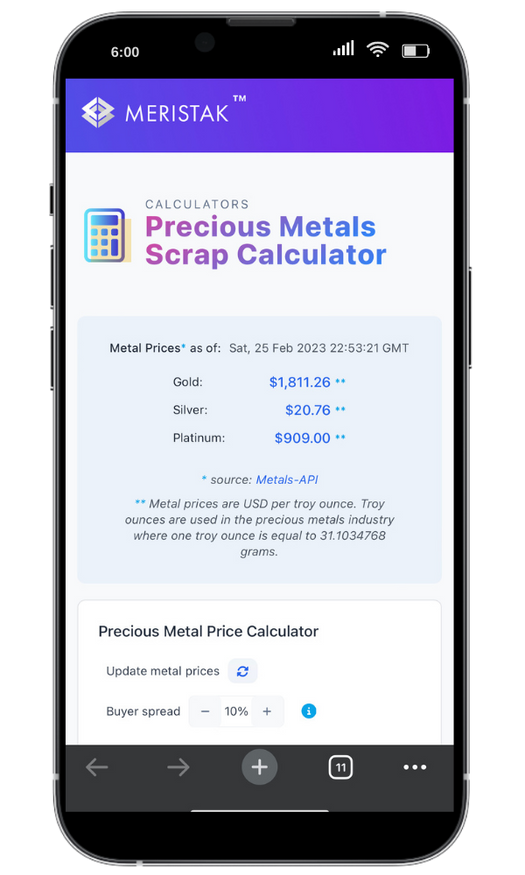 6:00
MERISTAK™
CALCULATORS
Precious Metals
Scrap Calculator
Metal Prices* as of: Sat, 25 Feb 2023 22:53:21 GMT
Gold: $1,811.26 **
Silver: $20.76 **
Platinum: $909.00 **
* source: Metals-API
** Metal prices are USD per troy ounce. Troy
ounces are used in the precious metals industry
where one troy ounce is equal to 31.1034768
grams.
Precious Metal Price Calculator
Update metal prices
Buyer spread − 10% + i
+ 11